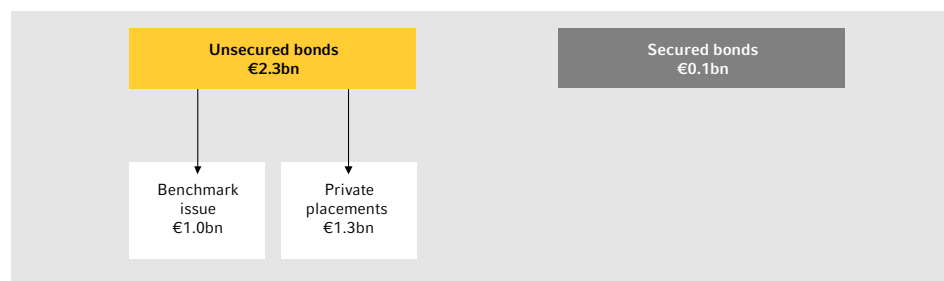 Unsecured bonds
€2.3bn
Secured bonds
€0.1bn
Benchmark
issue
€1.0bn
Private
placements
€1.3bn